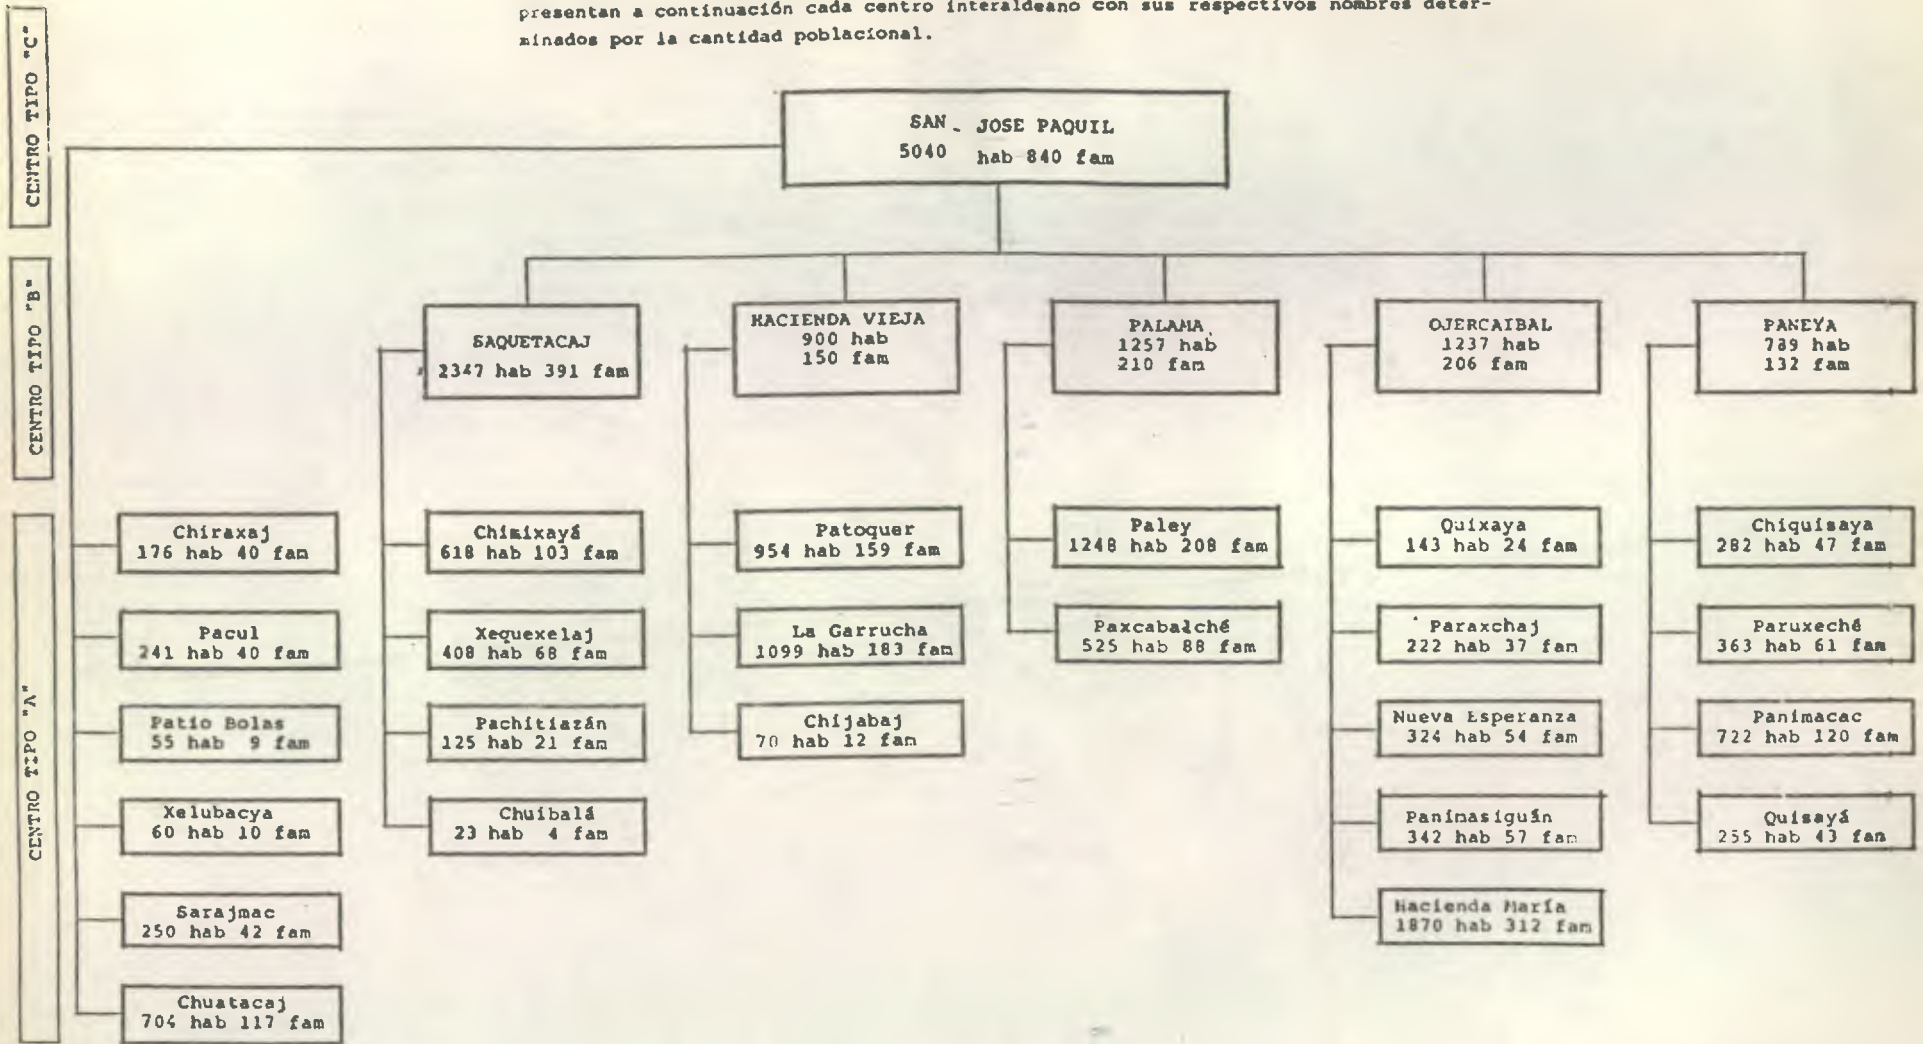 presentan a continuación cada centro interaldeano con sus respectivos nombres deter-
minados por la cantidad poblacional.
CENTRO TIPO "C"
SAN JOSE PAQUIL
5040 hab 840 fam
CENTRO TIPO "B"
SAQUETACAJ
2347 hab 391 fam
HACIENDA VIEJA
900 hab
150 fam
PALAMA
1257 hab
210 fam
OJERCAIBAL
1237 hab
206 fam
PANEYA
789 hab
132 fam
CENTRO TIPO "A"
Chiraxaj
176 hab 40 fam
Pacul
241 hab 40 fam
Patio Bolas
55 hab 9 fam
Xelubacya
60 hab 10 fam
Sarajmac
250 hab 42 fam
Chuatacaj
704 hab 117 fam
Chimixayá
618 hab 103 fam
Xequexelaj
408 hab 68 fam
Pachitiazán
125 hab 21 fam
Chuibalá
23 hab 4 fam
Patoquer
954 hab 159 fam
La Garrucha
1099 hab 183 fam
Chijabaj
70 hab 12 fam
Paley
1248 hab 208 fam
Paxcabalché
525 hab 88 fam
Quixaya
143 hab 24 fam
Paraxchaj
222 hab 37 fam
Nueva Esperanza
324 hab 54 fam
Panimasiguán
342 hab 57 fam
Hacienda María
1870 hab 312 fam
Chiquisaya
282 hab 47 fam
Paruxeché
363 hab 61 fam
Panimacac
722 hab 120 fam
Quisayá
255 hab 43 fam